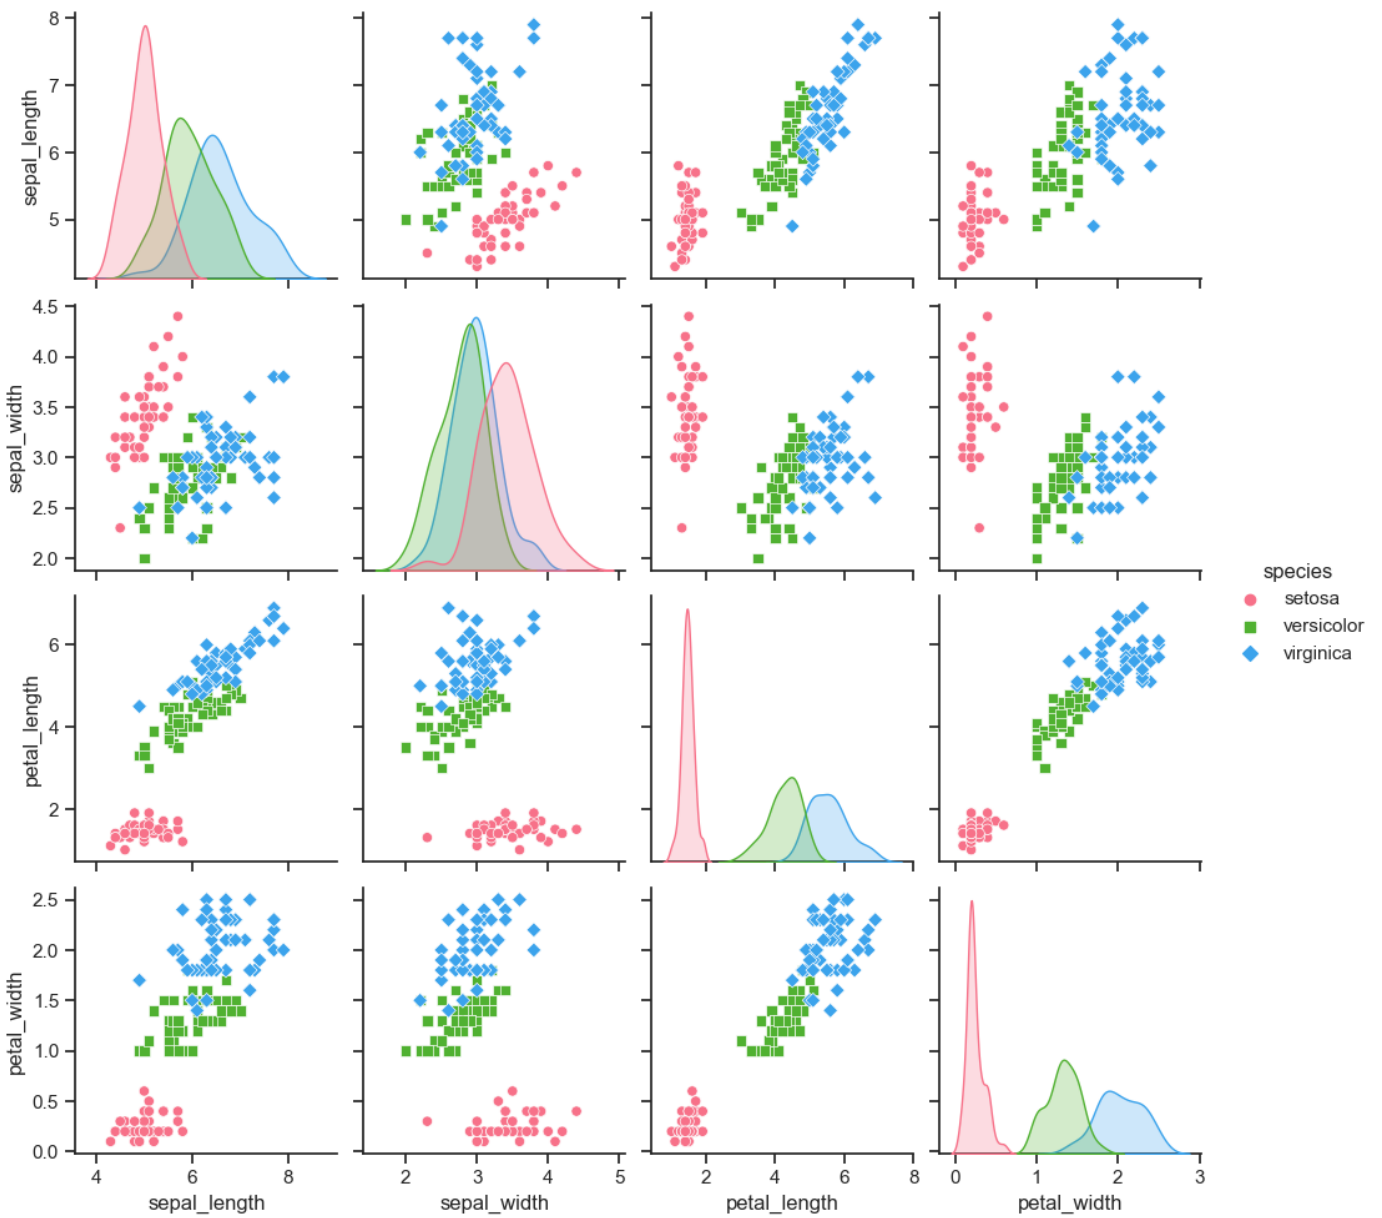 8
7
6
5
sepal_length
4.5
4.0
3.5
3.0
2.5
2.0
sepal_width
species
setosa
versicolor
virginica
6
4
2
petal_length
2.5
2.0
1.5
1.0
0.5
0.0
petal_width
4 6 8
sepal_length
2 3 4 5
sepal_width
2 4 6 8
petal_length
0 1 2 3
petal_width